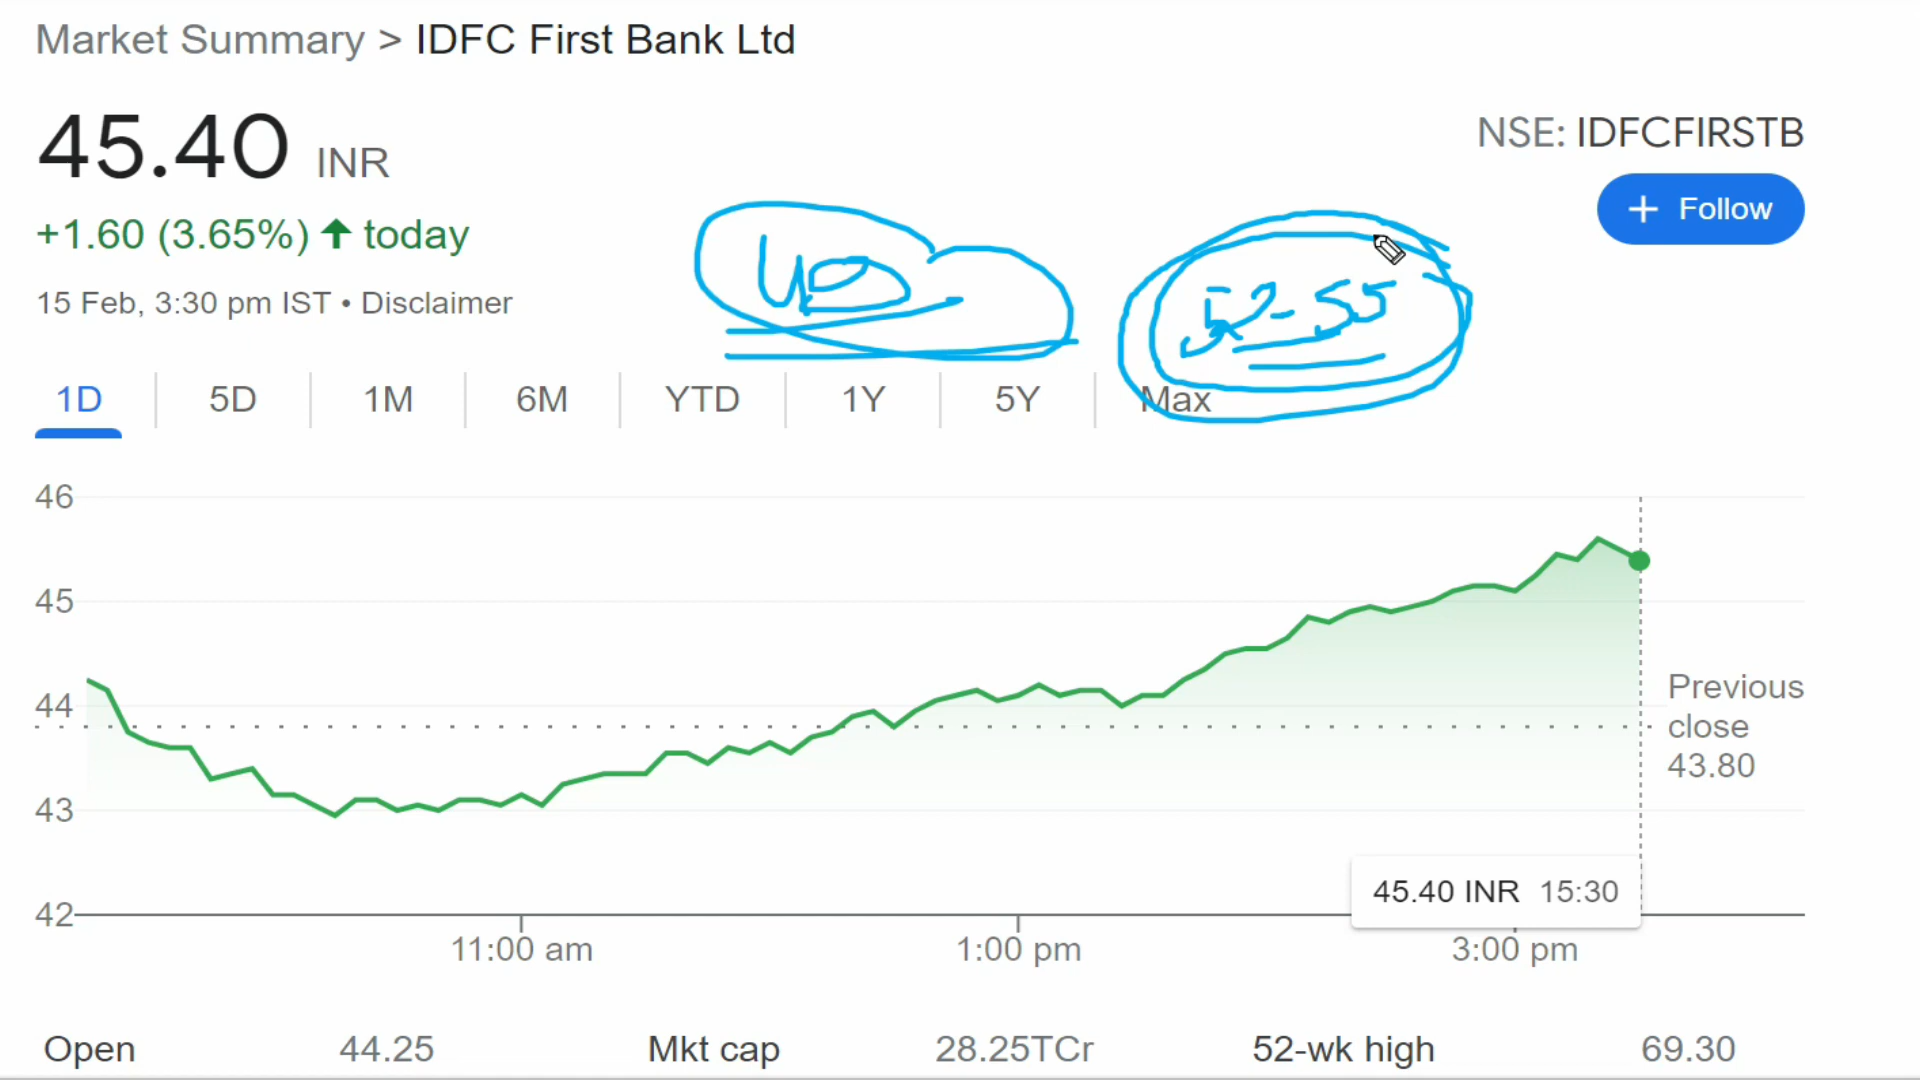 Market Summary > IDFC First Bank Ltd
45.40 INR
NSE: IDFCFIRSTB
+ Follow
+1.60 (3.65%) ↑ today
15 Feb, 3:30 pm IST • Disclaimer
40
52-55
1D 5D 1M 6M YTD 1Y 5Y Max
46
45
44
43
42
Previous
close
43.80
45.40 INR 15:30
11:00 am 1:00 pm 3:00 pm
Open 44.25 Mkt cap 28.25TCr 52-wk high 69.30